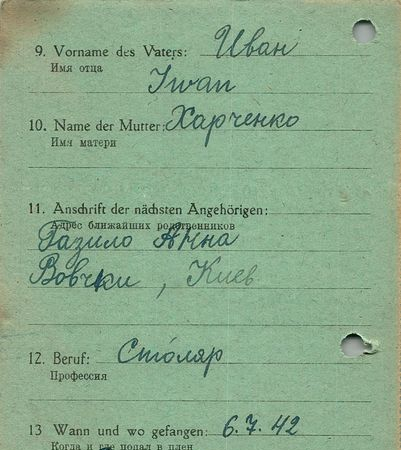 9. Vorname des Vaters: Иван
Имя отца
Iwan
10. Name der Mutter: Харченко
Имя матери
11. Anschrift der nächsten Angehörigen:
Адрес ближайших родственников
Газило Анна
Вовчки, Киев
12. Beruf: Столяр
Профессия
13 Wann und wo gefangen: 6.7.42
Когда и где попал в плен